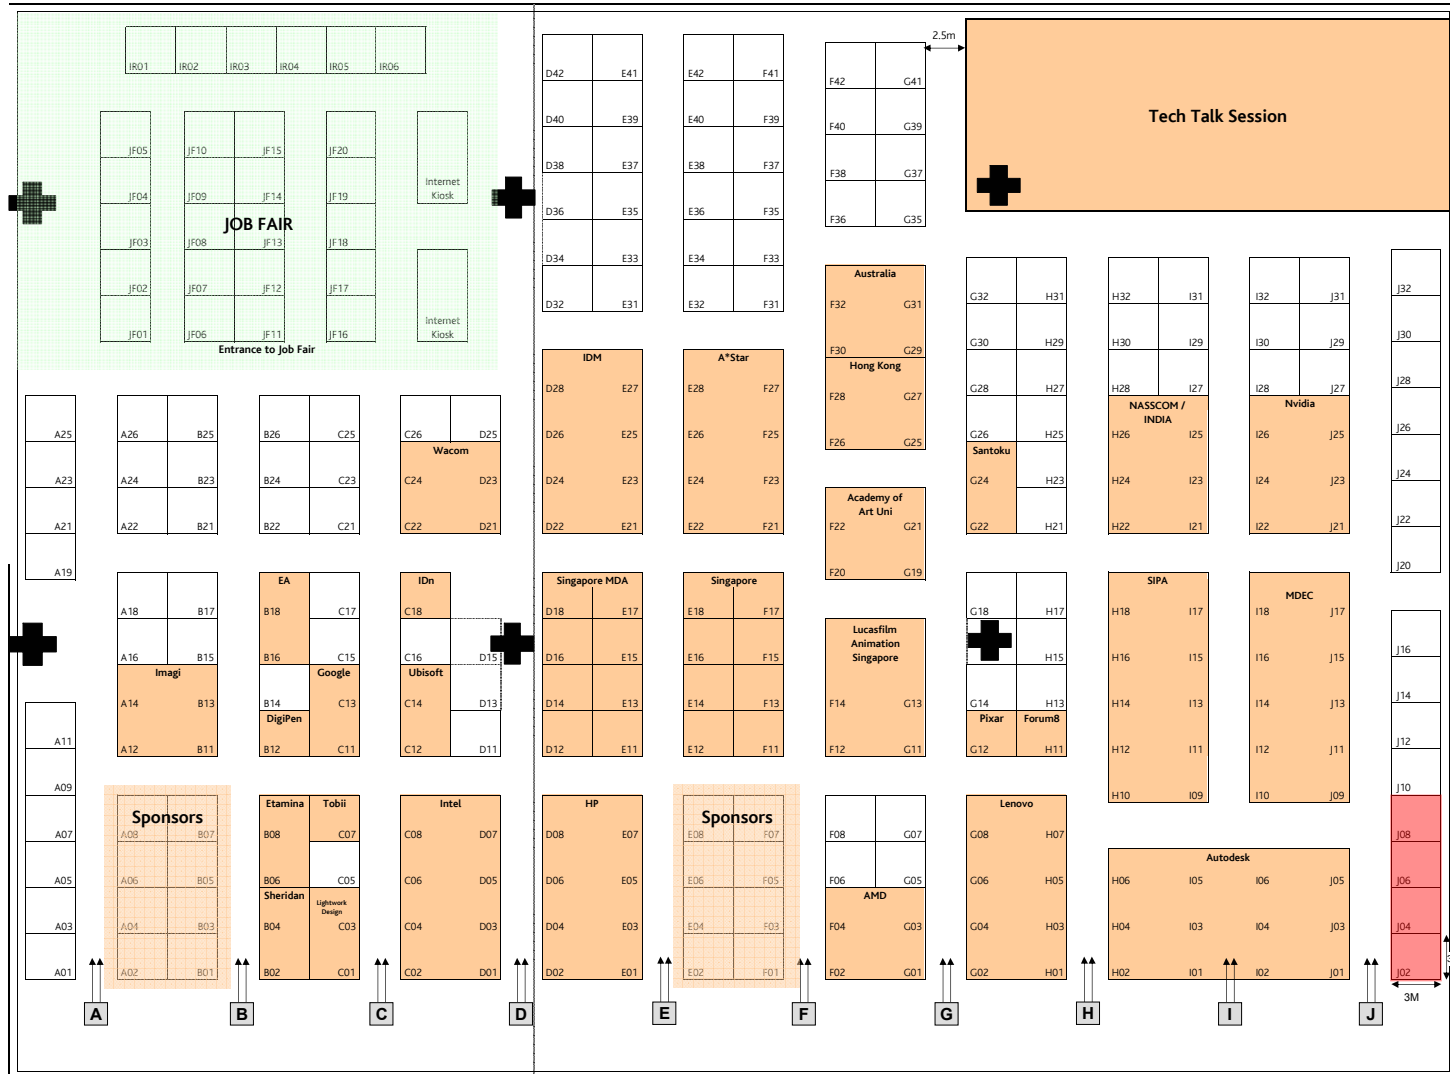 IR01 IR02 IR03 IR04 IR05 IR06
JF05 JF10 JF15 JF20
Internet
Kiosk
JF04 JF09 JF14 JF19
JOB FAIR
JF03 JF08 JF13 JF18
JF02 JF07 JF12 JF17
Internet
Kiosk
JF01 JF06 JF11 JF16
Entrance to Job Fair
2.5m
Tech Talk Session
D42 E41 E42 F41 F42 G41
D40 E39 E40 F39 F40 G39
D38 E37 E38 F37 F38 G37
D36 E35 E36 F35 F36 G35
D34 E33 E34 F33
D32 E31 E32 F31
Australia
F32 G31 G32 H31 H32 I31 I32 J31 J32
F30 G29 G30 H29 H30 I29 I30 J29 J30
IDM A*Star Hong Kong
D28 E27 E28 F27 F28 G27 G28 H27 H28 I27 I28 J27 J28
NASSCOM /
INDIA
Nvidia
A25 A26 B25 B26 C25 C26 D25 D26 E25 E26 F25 F26 G25 G26 H25 H26 I25 I26 J25 J26
Wacom Santoku
A23 A24 B23 B24 C23 C24 D23 D24 E23 E24 F23 G24 H23 H24 I23 I24 J23 J24
Academy of
Art Uni
A21 A22 B21 B22 C21 C22 D21 D22 E21 E22 F21 F22 G21 G22 H21 H22 I21 I22 J21 J22
A19 F20 G19 J20
EA IDn Singapore MDA Singapore SIPA MDEC
A18 B17 B18 C17 C18 D18 E17 E18 F17 G18 H17 H18 I17 I18 J17
Lucasfilm
Animation
Singapore
A16 B15 B16 C15 C16 D15 D16 E15 E16 F15 H15 H16 I15 I16 J15 J16
Imagi Google Ubisoft
A14 B13 B14 C13 C14 D13 D14 E13 E14 F13 F14 G13 G14 H13 H14 I13 I14 J13 J14
DigiPen Pixar Forum8
A11 A12 B11 B12 C11 C12 D11 D12 E11 E12 F11 F12 G11 G12 H11 H12 I11 I12 J11 J12
A09 H10 I09 I10 J09 J10
Sponsors Etamina Tobii Intel HP Sponsors Lenovo
A07 A08 B07 B08 C07 C08 D07 D08 E07 E08 F07 F08 G07 G08 H07 J08
Autodesk
A05 A06 B05 B06 C05 C06 D05 D06 E05 E06 F05 F06 G05 G06 H05 H06 I05 I06 J05 J06
Sheridan Lightwork
Design
AMD
A03 A04 B03 B04 C03 C04 D03 D04 E03 E04 F03 F04 G03 G04 H03 H04 I03 I04 J03 J04
A01 A02 B01 B02 C01 C02 D01 D02 E01 E02 F01 F02 G01 G02 H01 H02 I01 I02 J01 J02
3M
A B C D E F G H I J